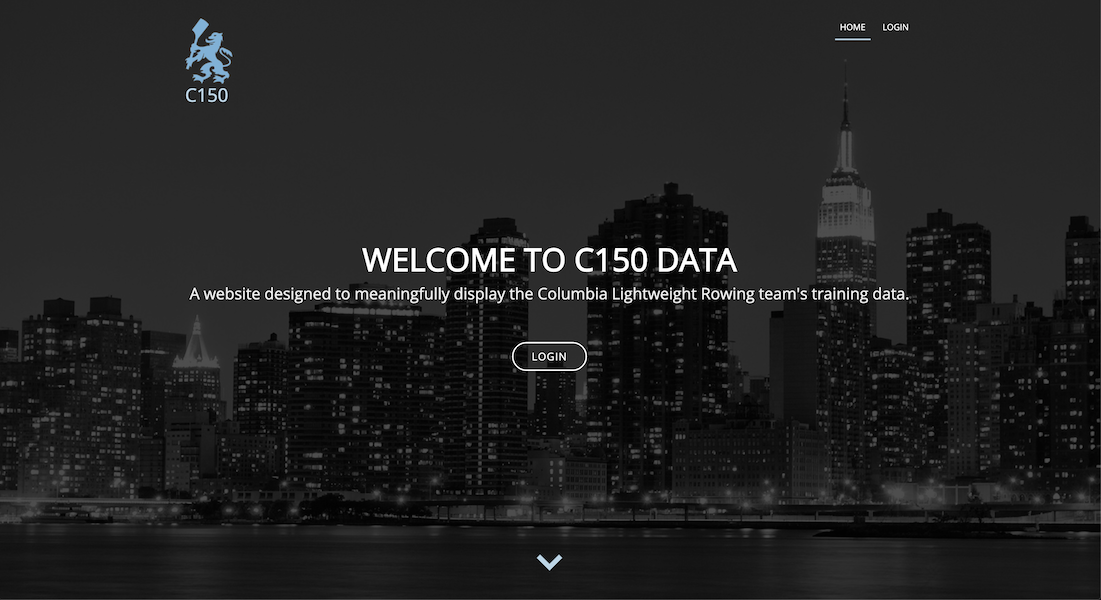 HOME LOGIN
C150
WELCOME TO C150 DATA
A website designed to meaningfully display the Columbia Lightweight Rowing team's training data.
LOGIN